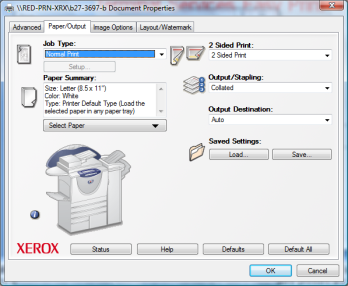 \\RED-PRN-XRX\b27-3697-b Document Properties
Advanced Paper/Output Image Options Layout/Watermark
Job Type:
Normal Print
Setup...
Paper Summary:
Size: Letter (8.5 x 11")
Color: White
Type: Printer Default Type (Load the
selected paper in any paper tray)
Select Paper
2 Sided Print:
2 Sided Print
Output/Stapling:
Collated
Output Destination:
Auto
Saved Settings:
Load... Save...
XEROX
Status Help Defaults Default All
OK Cancel